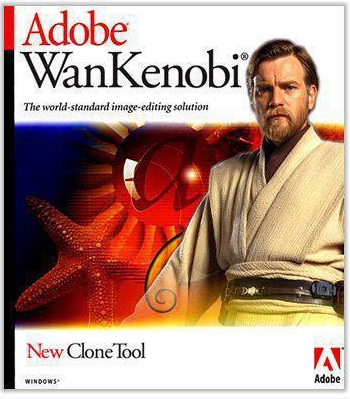 Adobe
WanKenobi®
The world-standard image-editing solution
New Clone Tool
WINDOWS®
Adobe